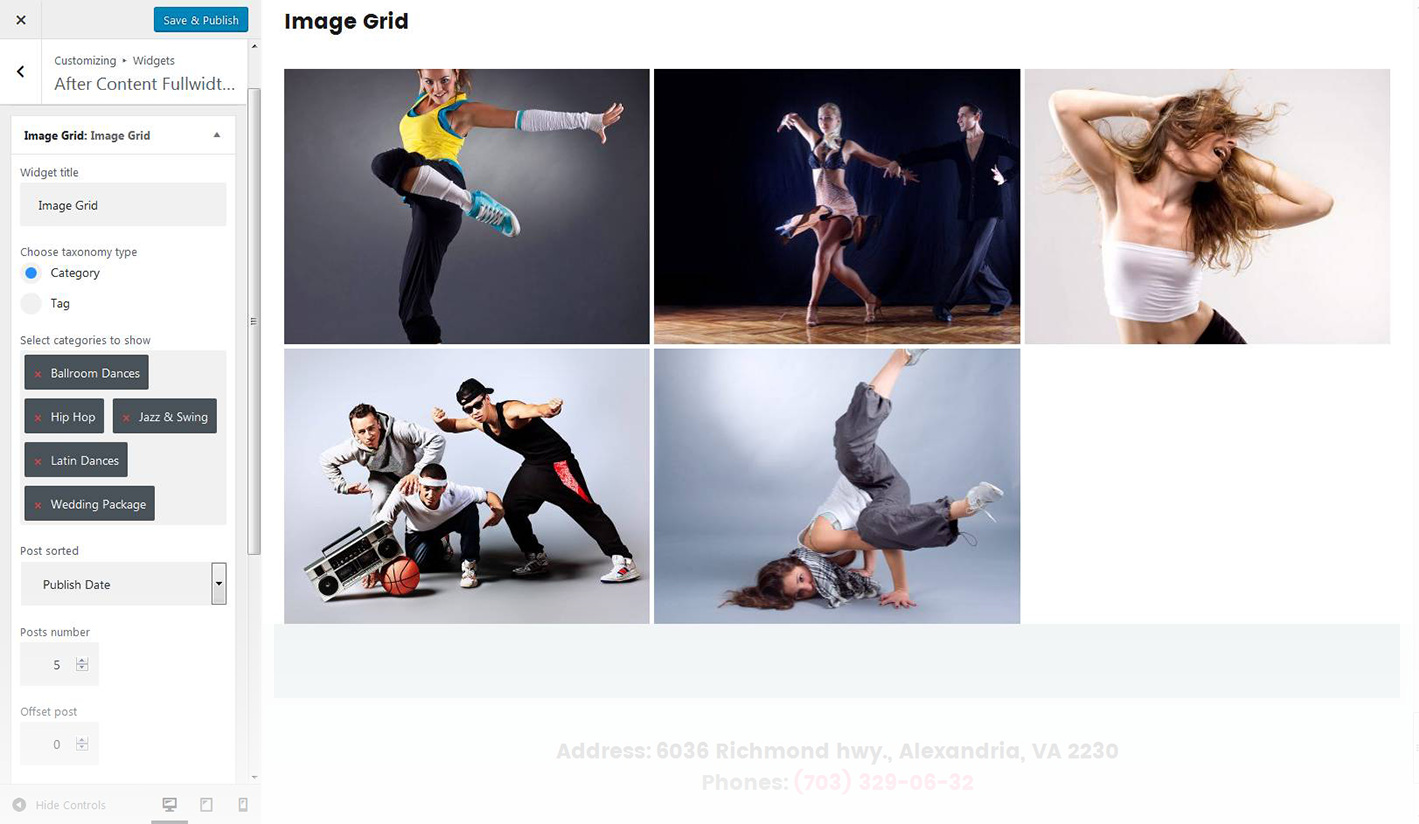 Save & Publish
Customizing ▸ Widgets
After Content Fullwidt...
Image Grid: Image Grid
Widget title
Image Grid
Choose taxonomy type
Category
Tag
Select categories to show
× Ballroom Dances
× Hip Hop × Jazz & Swing
× Latin Dances
× Wedding Package
Post sorted
Publish Date
Posts number
5
Offset post
0
Hide Controls
Image Grid
Address: 6036 Richmond hwy., Alexandria, VA 2230
Phones: (703) 329-06-32